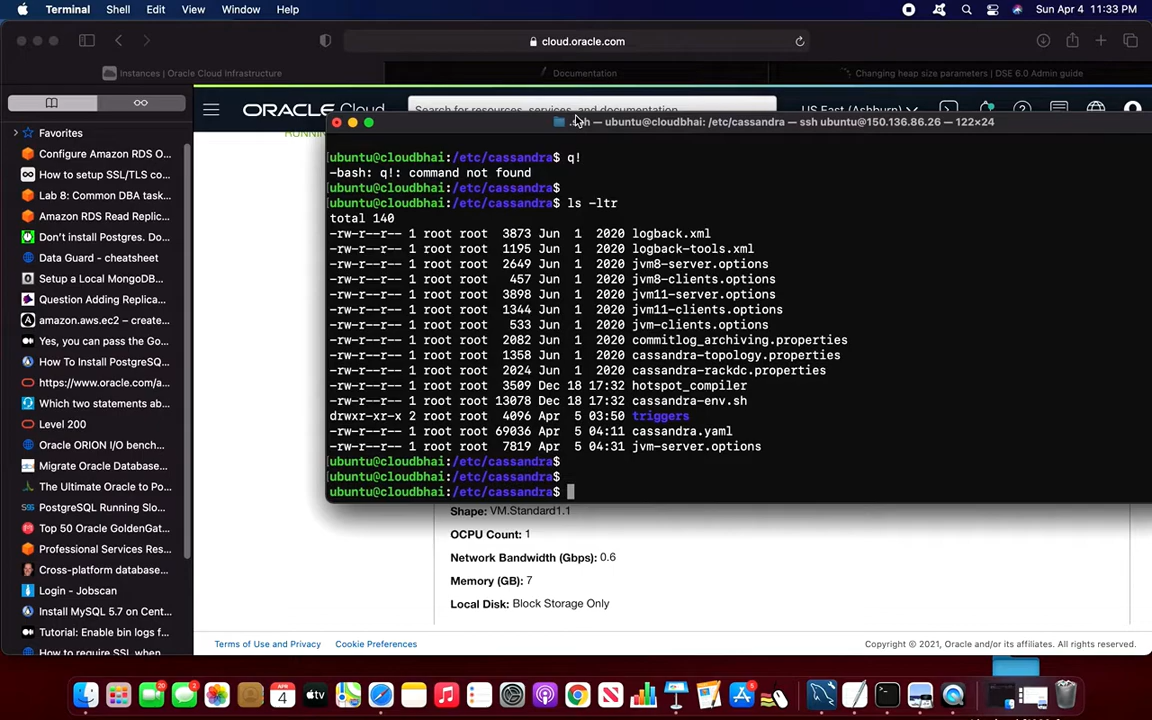 Terminal Shell Edit View Window Help Sun Apr 4 11:33 PM
cloud.oracle.com
Instances | Oracle Cloud Infrastructure
Documentation
Changing heap size parameters | DSE 6.0 Admin guide
ORACLE Cloud
Search for resources, services, and documentation
US East (Ashburn)
RUNNING
— ubuntu@cloudbhai: /etc/cassandra — ssh ubuntu@150.136.86.26 — 122×24
Favorites
Configure Amazon RDS O...
How to setup SSL/TLS co...
Lab 8: Common DBA task...
Amazon RDS Read Replic...
Don't install Postgres. Do...
Data Guard - cheatsheet
Setup a Local MongoDB...
Question Adding Replica...
amazon.aws.ec2 – create...
Yes, you can pass the Go...
How To Install PostgreSQ...
https://www.oracle.com/a...
Which two statements ab...
Level 200
Oracle ORION I/O bench...
Migrate Oracle Database...
The Ultimate Oracle to Po...
PostgreSQL Running Slo...
Top 50 Oracle GoldenGat...
Professional Services Res...
Cross-platform database...
Login - Jobscan
Install MySQL 5.7 on Cent...
Tutorial: Enable bin logs f...
How to require SSL when
ubuntu@cloudbhai:/etc/cassandra$ q!
-bash: q!: command not found
ubuntu@cloudbhai:/etc/cassandra$
ubuntu@cloudbhai:/etc/cassandra$ ls -ltr
total 140
-rw-r--r-- 1 root root 3873 Jun 1 2020 logback.xml
-rw-r--r-- 1 root root 1195 Jun 1 2020 logback-tools.xml
-rw-r--r-- 1 root root 2649 Jun 1 2020 jvm8-server.options
-rw-r--r-- 1 root root 457 Jun 1 2020 jvm8-clients.options
-rw-r--r-- 1 root root 3898 Jun 1 2020 jvm11-server.options
-rw-r--r-- 1 root root 1344 Jun 1 2020 jvm11-clients.options
-rw-r--r-- 1 root root 533 Jun 1 2020 jvm-clients.options
-rw-r--r-- 1 root root 2082 Jun 1 2020 commitlog_archiving.properties
-rw-r--r-- 1 root root 1358 Jun 1 2020 cassandra-topology.properties
-rw-r--r-- 1 root root 2024 Jun 1 2020 cassandra-rackdc.properties
-rw-r--r-- 1 root root 3509 Dec 18 17:32 hotspot_compiler
-rw-r--r-- 1 root root 13078 Dec 18 17:32 cassandra-env.sh
drwxr-xr-x 2 root root 4096 Apr 5 03:50 triggers
-rw-r--r-- 1 root root 69036 Apr 5 04:11 cassandra.yaml
-rw-r--r-- 1 root root 7819 Apr 5 04:31 jvm-server.options
ubuntu@cloudbhai:/etc/cassandra$
ubuntu@cloudbhai:/etc/cassandra$
ubuntu@cloudbhai:/etc/cassandra$
Shape: VM.Standard1.1
OCPU Count: 1
Network Bandwidth (Gbps): 0.6
Memory (GB): 7
Local Disk: Block Storage Only
Terms of Use and Privacy Cookie Preferences
Copyright © 2021, Oracle and/or its affiliates. All rights reserved.